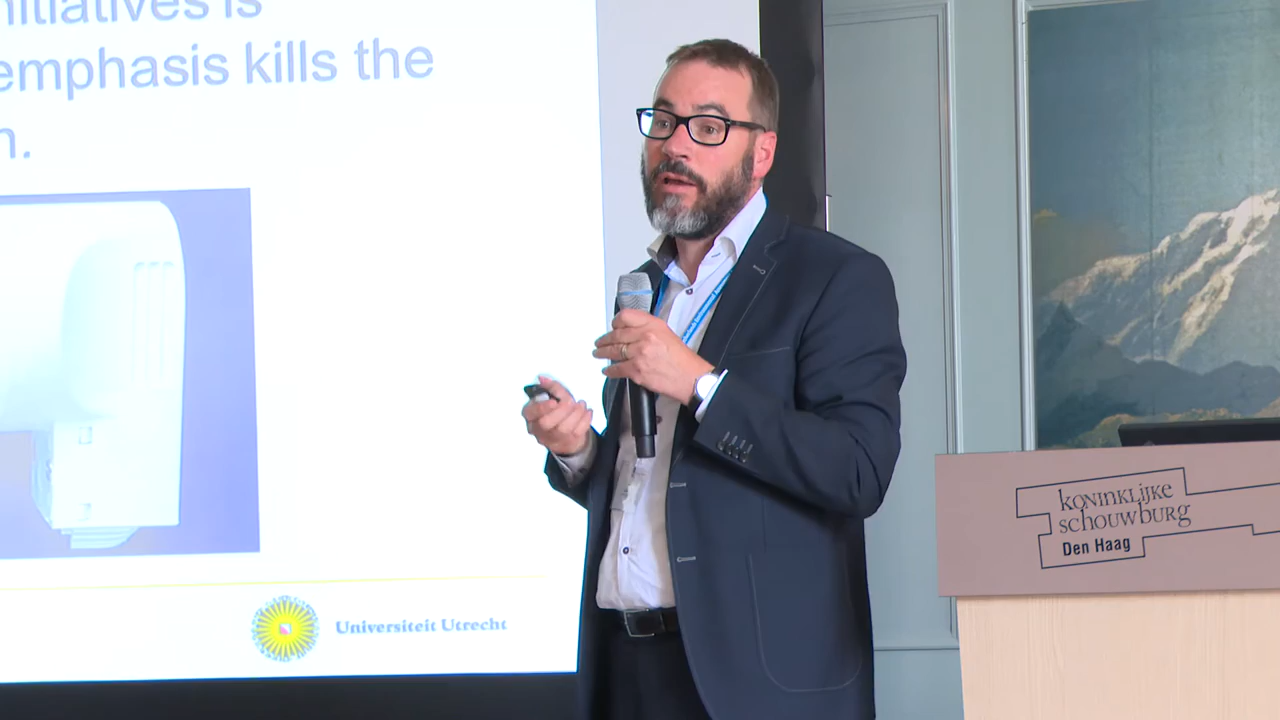 nitiatives is
emphasis kills the
n.
Universiteit Utrecht
koninklijke
schouwburg
Den Haag